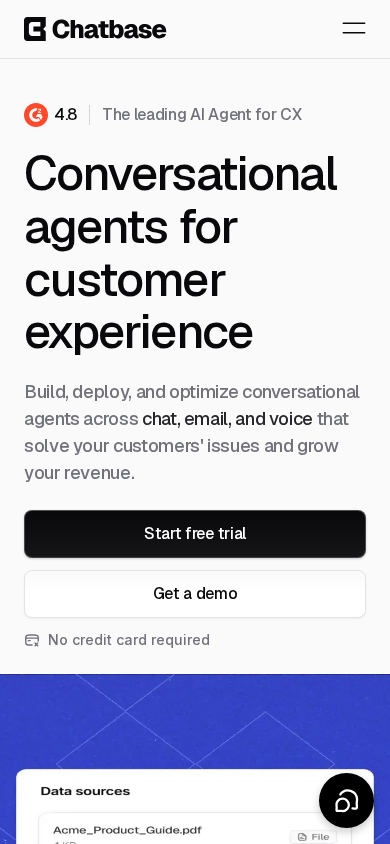 Chatbase
4.8
The leading AI Agent for CX
Conversational
agents for
customer
experience
Build, deploy, and optimize conversational
agents across chat, email, and voice that
solve your customers' issues and grow
your revenue.
Start free trial
Get a demo
No credit card required
Data sources
Acme_Product_Guide.pdf
File